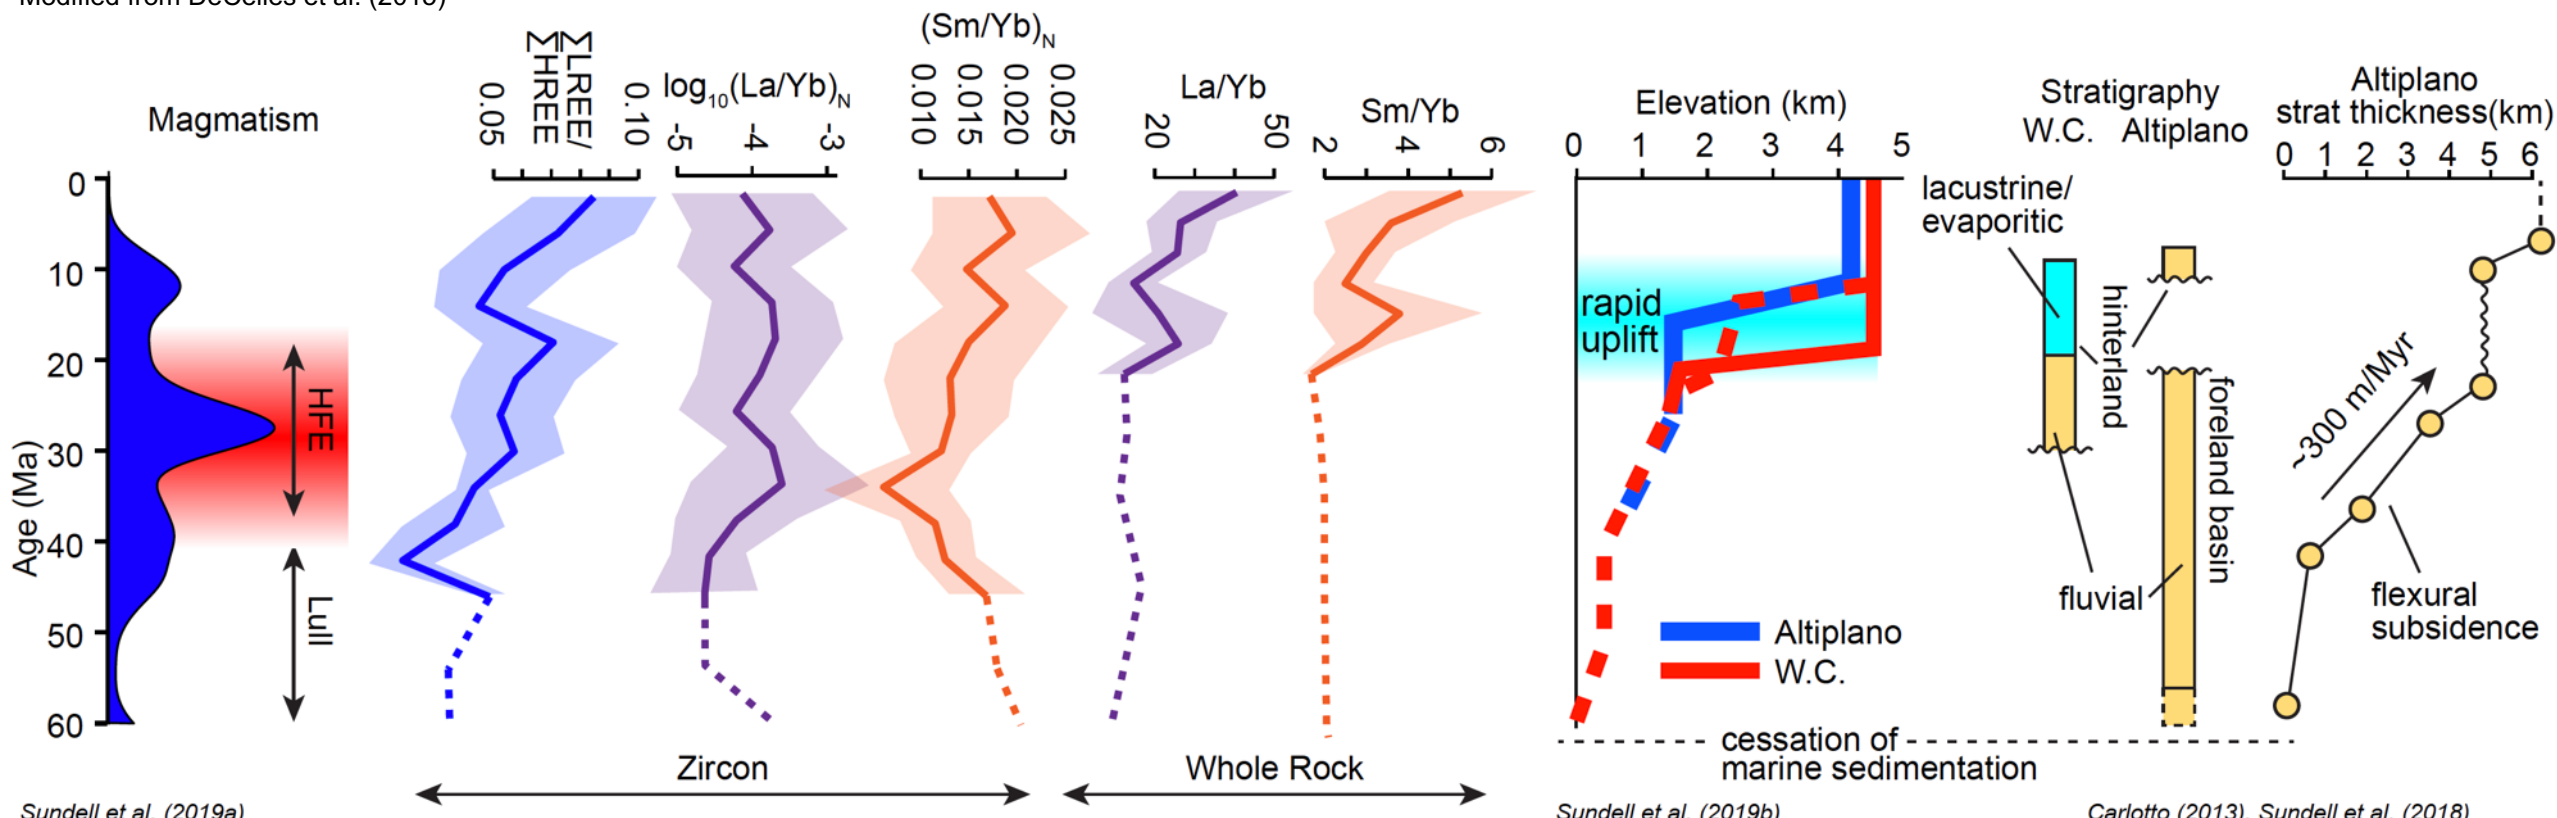 Modified from DeCelles et al. (2015)
Magmatism
ΣLREE/
ΣHREE
0.05
0.10
log10(La/Yb)N
-5
-4
-3
(Sm/Yb)N
0.010
0.015
0.020
0.025
La/Yb
20
50
Sm/Yb
2
4
6
Elevation (km)
0
1
2
3
4
5
Stratigraphy
W.C. Altiplano
Altiplano
strat thickness(km)
0 1 2 3 4 5 6
Age (Ma)
0
10
20
30
40
50
60
HFE
Lull
rapid
uplift
Altiplano
W.C.
lacustrine/
evaporitic
hinterland
foreland basin
fluvial
~300 m/Myr
flexural
subsidence
cessation of
marine sedimentation
Zircon
Whole Rock
Sundell et al. (2019a)
Sundell et al. (2019b)
Carlotto (2013), Sundell et al. (2018)